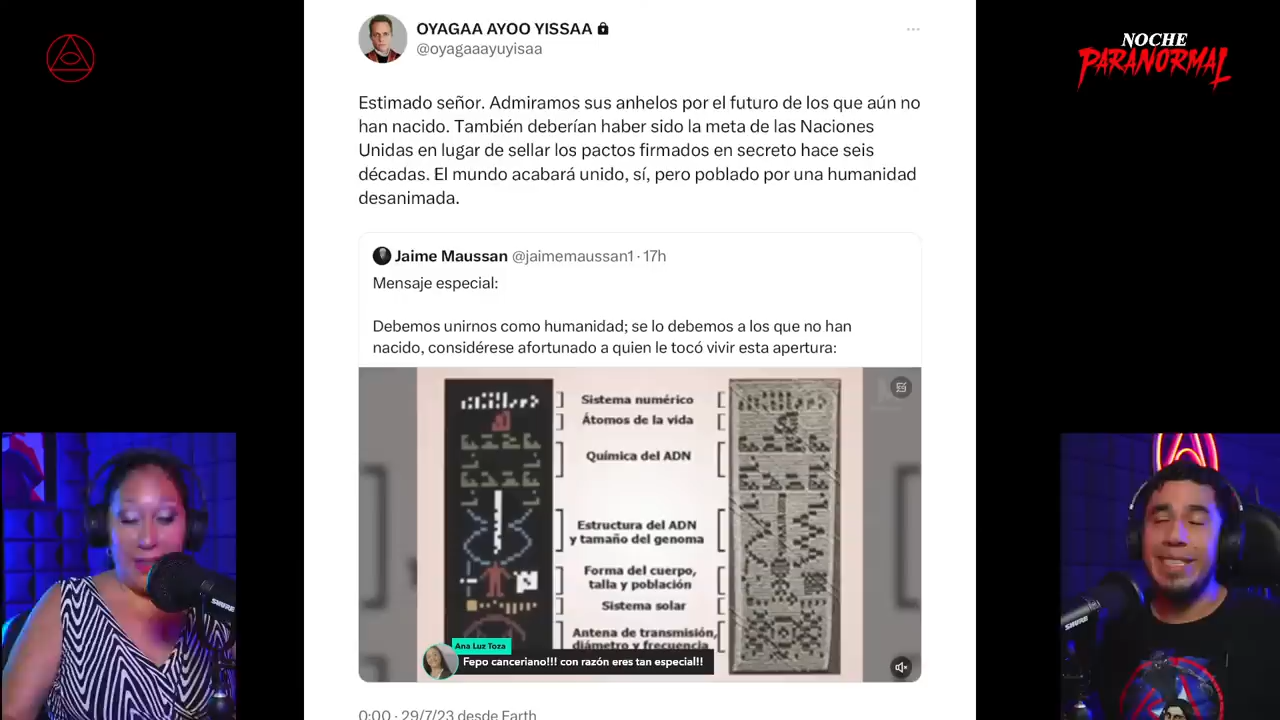 NOCHE
PARANORMAL
OYAGAA AYOO YISSAA
@oyagaaayuyisaa
Estimado señor. Admiramos sus anhelos por el futuro de los que aún no
han nacido. También deberían haber sido la meta de las Naciones
Unidas en lugar de sellar los pactos firmados en secreto hace seis
décadas. El mundo acabará unido, sí, pero poblado por una humanidad
desanimada.
Jaime Maussan @jaimemaussan1 · 17h
Mensaje especial:
Debemos unirnos como humanidad; se lo debemos a los que no han
nacido, considérese afortunado a quien le tocó vivir esta apertura:
Sistema numérico
Átomos de la vida
Química del ADN
Estructura del ADN
y tamaño del genoma
Forma del cuerpo,
talla y población
Sistema solar
Antena de transmisión,
diámetro y frecuencia
Ana Luz Toza
Fepo canceriano!!! con razón eres tan especial!!
0:00 · 29/7/23 desde Earth
SHURE
SHURE